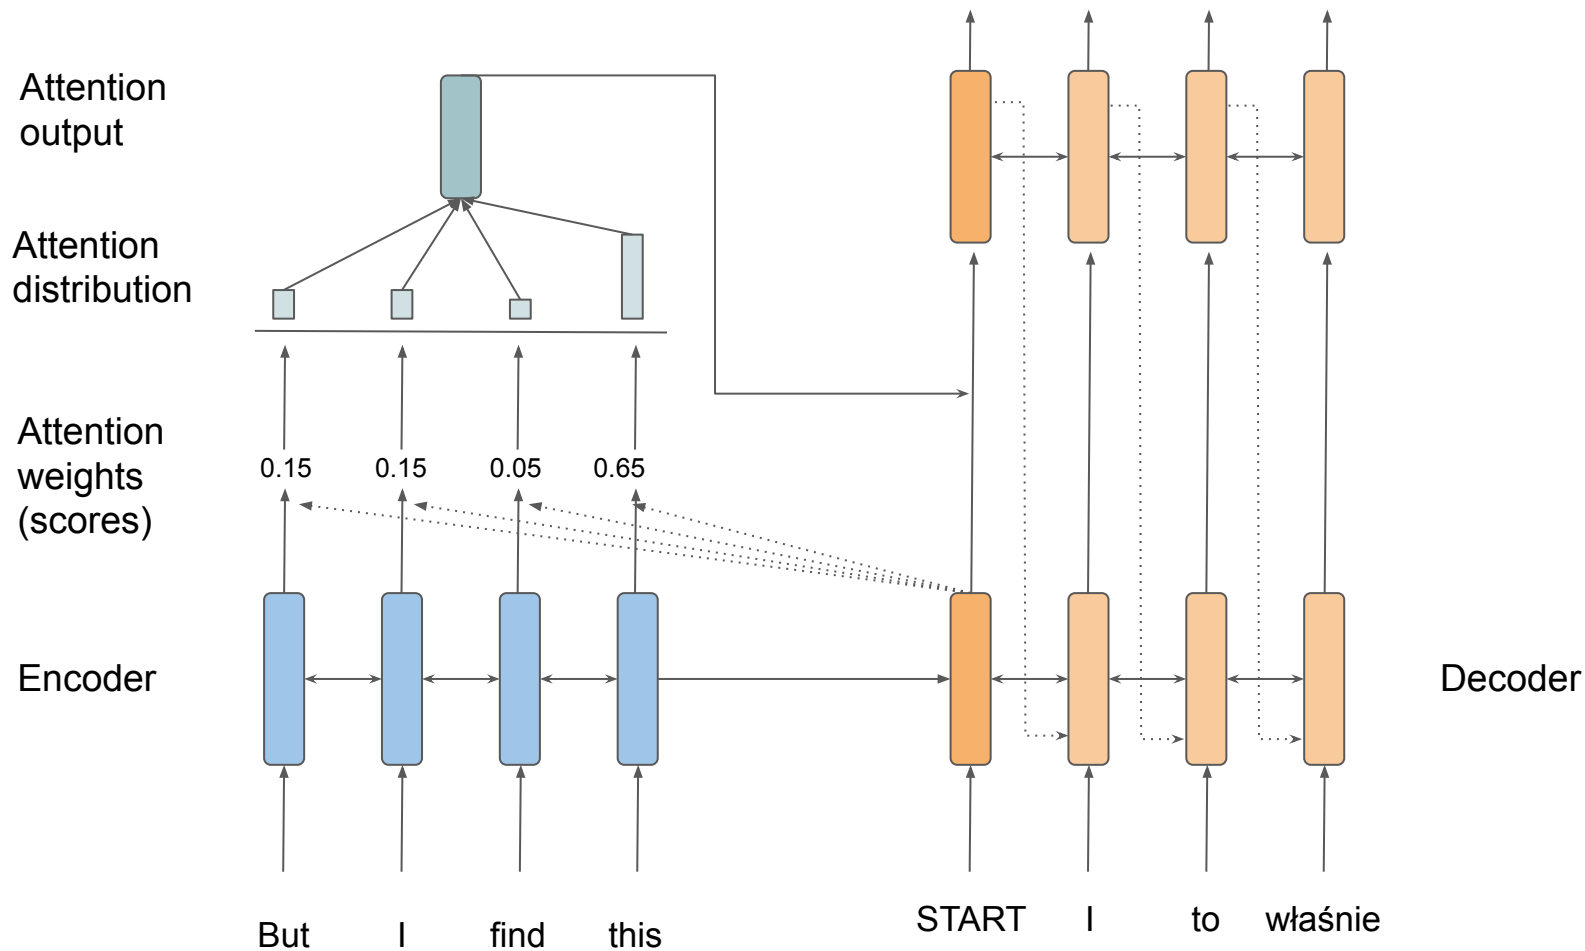 Attention
output
Attention
distribution
Attention
weights
(scores)
0.15 0.15 0.05 0.65
Encoder
Decoder
But I find this
START I to właśnie